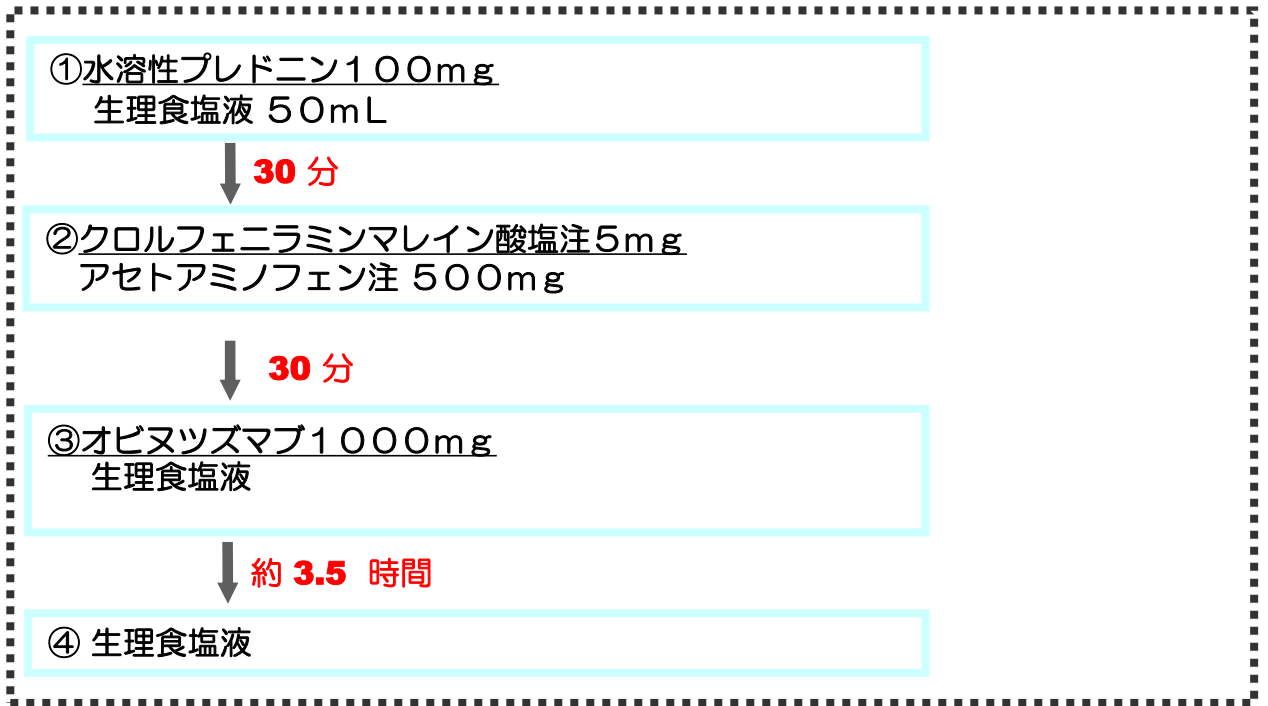 ①水溶性プレドニン１００ｍｇ
生理食塩液 ５０ｍＬ
30 分
②クロルフェニラミンマレイン酸塩注５ｍｇ
アセトアミノフェン注 ５００ｍｇ
30 分
③オビヌツズマブ１０００ｍｇ
生理食塩液
約 3.5 時間
④ 生理食塩液